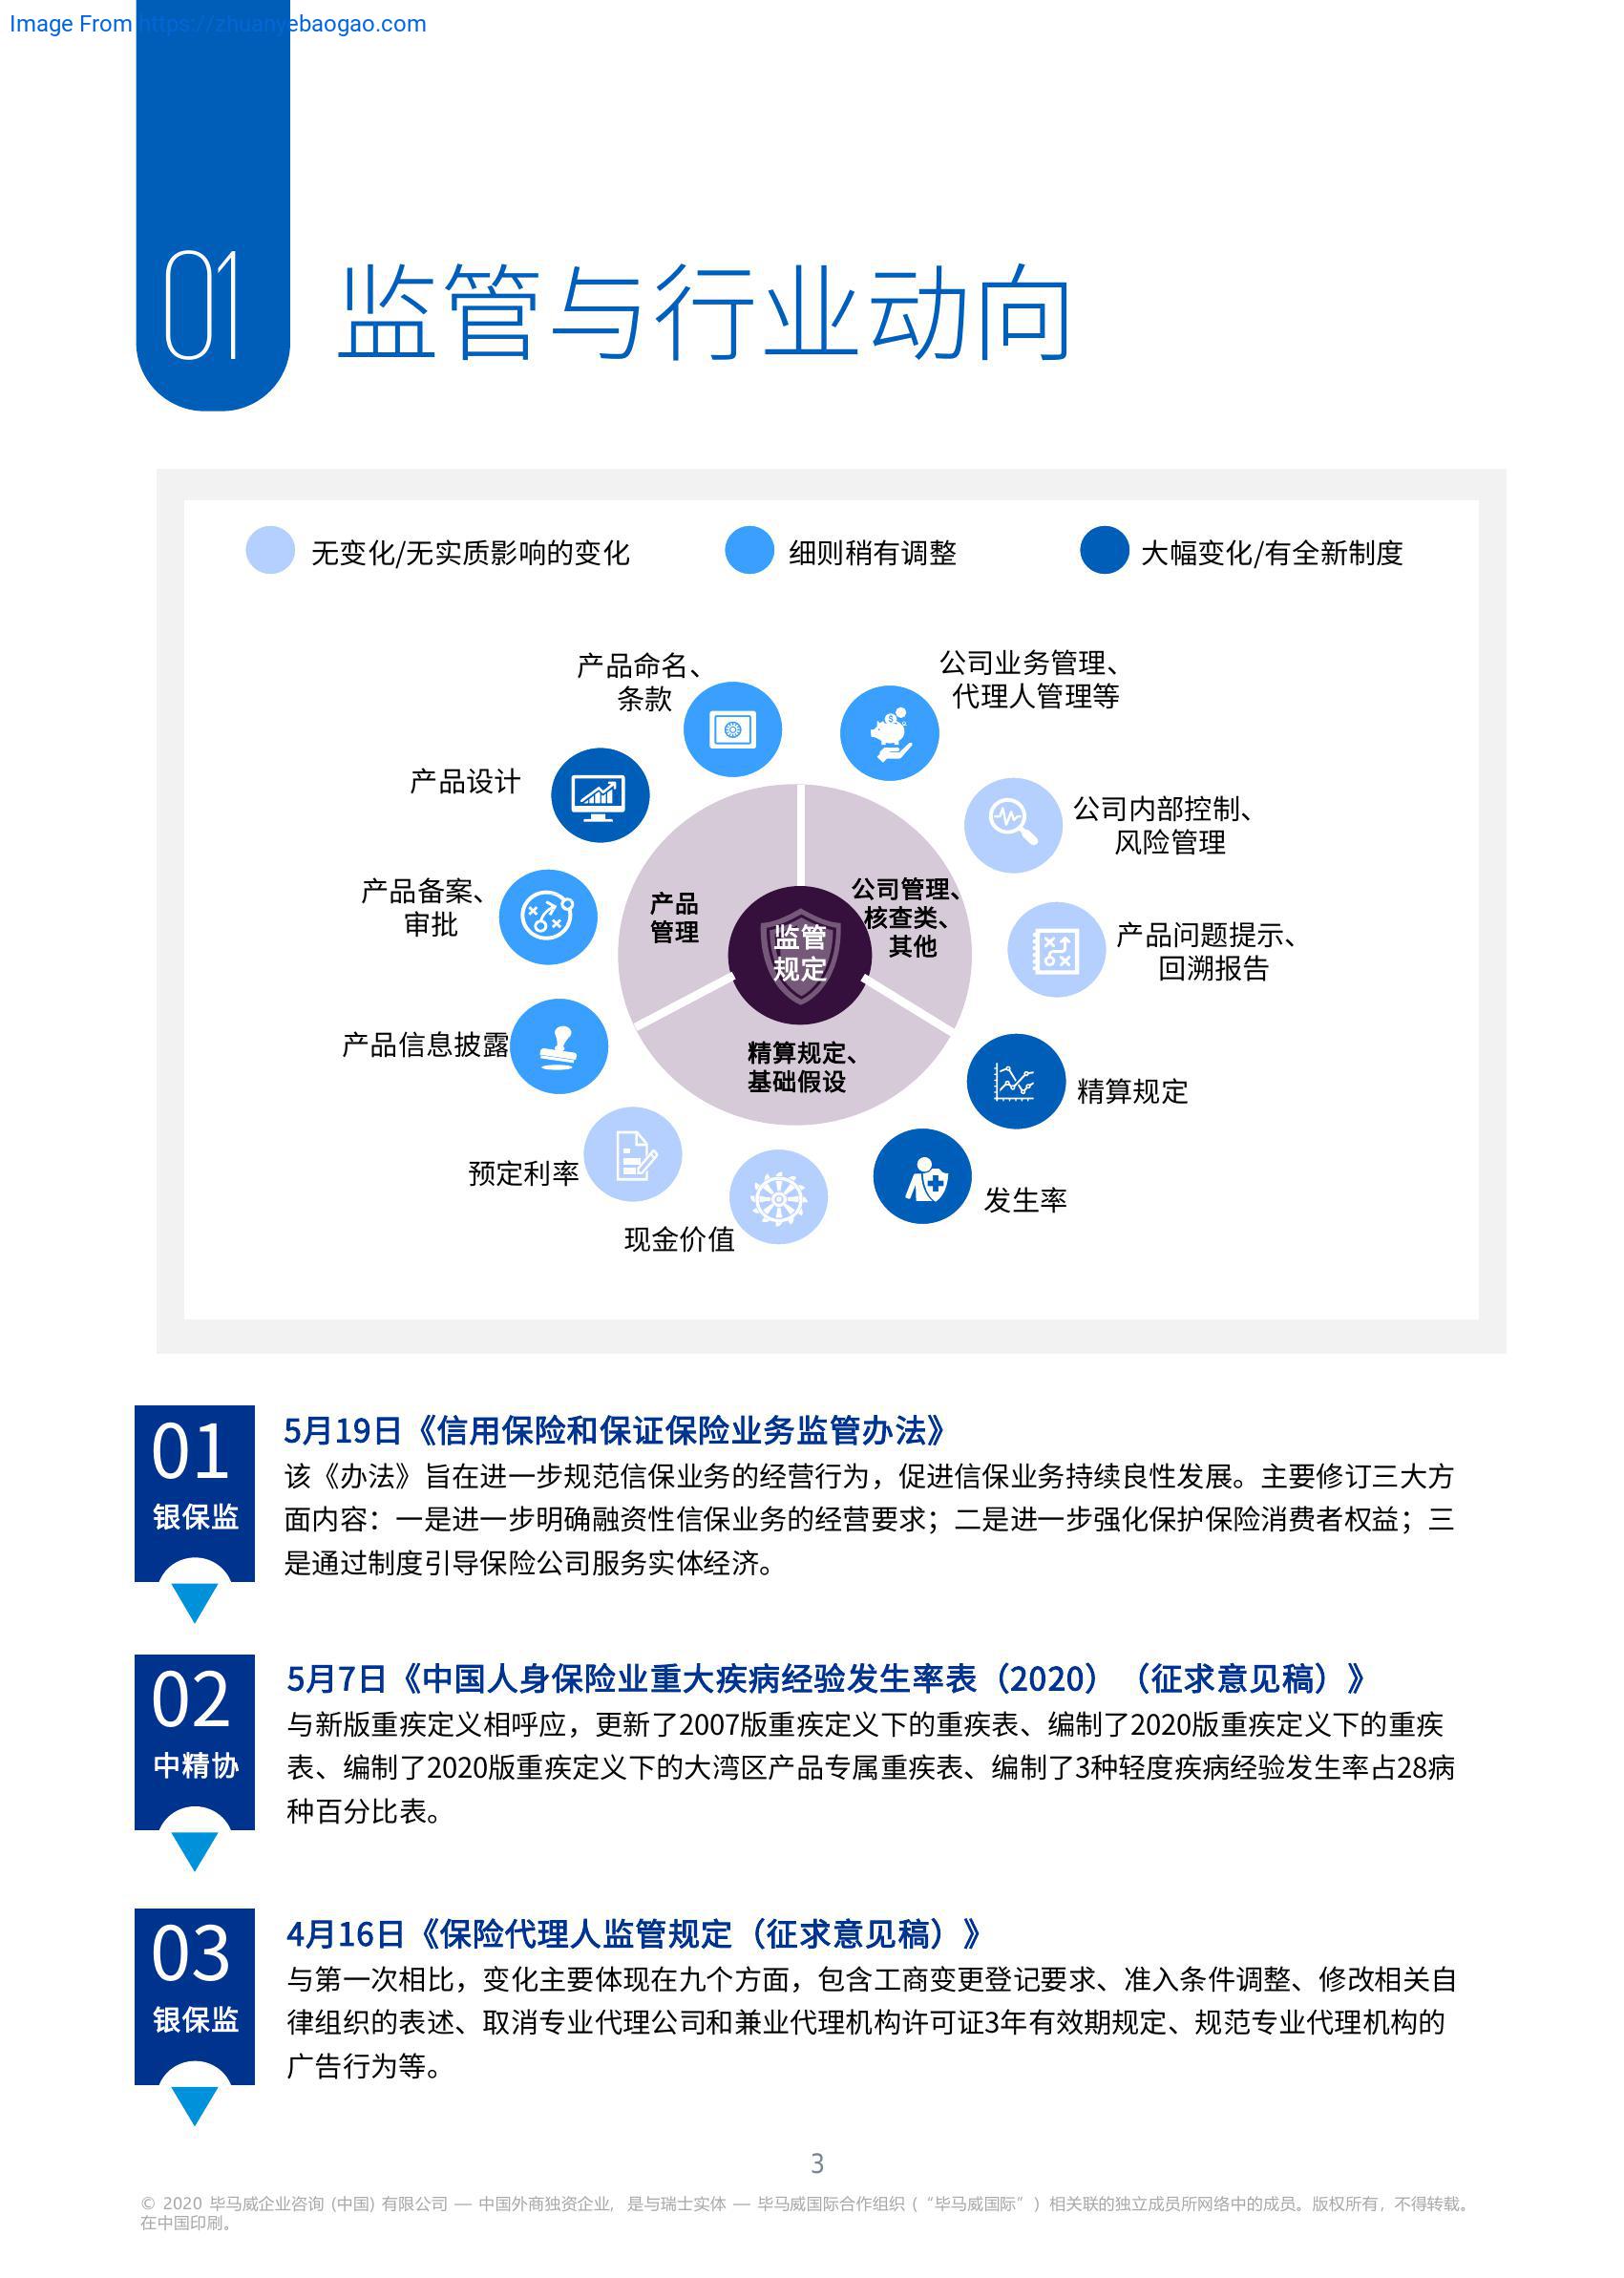 Image From https://zhuanyebaogao.com
01
监管与行业动向
无变化/无实质影响的变化
细则稍有调整
大幅变化/有全新制度
产品命名、
条款
公司业务管理、
代理人管理等
产品设计
公司内部控制、
风险管理
产品备案、
审批
产品
管理
监管
规定
公司管理、
核查类、
其他
产品问题提示、
回溯报告
产品信息披露
精算规定、
基础假设
精算规定
预定利率
现金价值
发生率
01
银保监
5月19日《信用保险和保证保险业务监管办法》
该《办法》旨在进一步规范信保业务的经营行为，促进信保业务持续良性发展。主要修订三大方
面内容：一是进一步明确融资性信保业务的经营要求；二是进一步强化保护保险消费者权益；三
是通过制度引导保险公司服务实体经济。
02
中精协
5月7日《中国人身保险业重大疾病经验发生率表（2020）（征求意见稿）》
与新版重疾定义相呼应，更新了2007版重疾定义下的重疾表、编制了2020版重疾定义下的重疾
表、编制了2020版重疾定义下的大湾区产品专属重疾表、编制了3种轻度疾病经验发生率占28病
种百分比表。
03
银保监
4月16日《保险代理人监管规定（征求意见稿）》
与第一次相比，变化主要体现在九个方面，包含工商变更登记要求、准入条件调整、修改相关自
律组织的表述、取消专业代理公司和兼业代理机构许可证3年有效期规定、规范专业代理机构的
广告行为等。
3
© 2020 毕马威企业咨询 (中国) 有限公司 — 中国外商独资企业，是与瑞士实体 — 毕马威国际合作组织 (“毕马威国际”) 相关联的独立成员所网络中的成员。版权所有，不得转载。
在中国印刷。